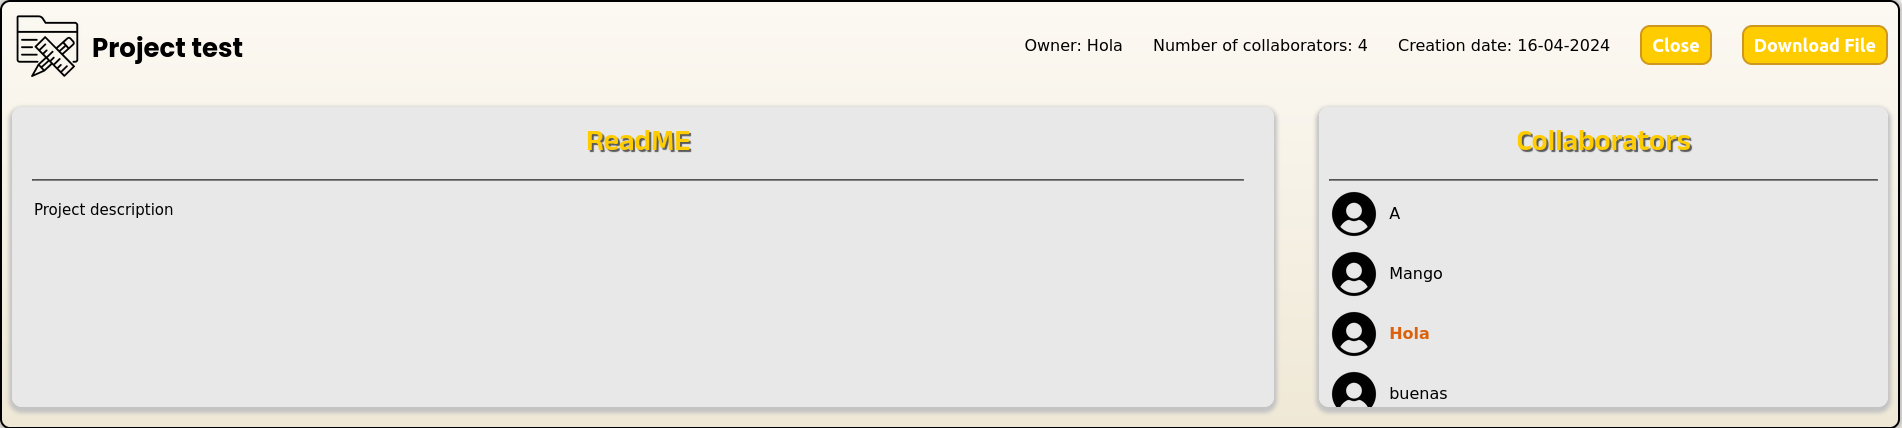 Project test
Owner: Hola
Number of collaborators: 4
Creation date: 16-04-2024
Close
Download File
ReadME
Project description
Collaborators
A
Mango
Hola
buenas